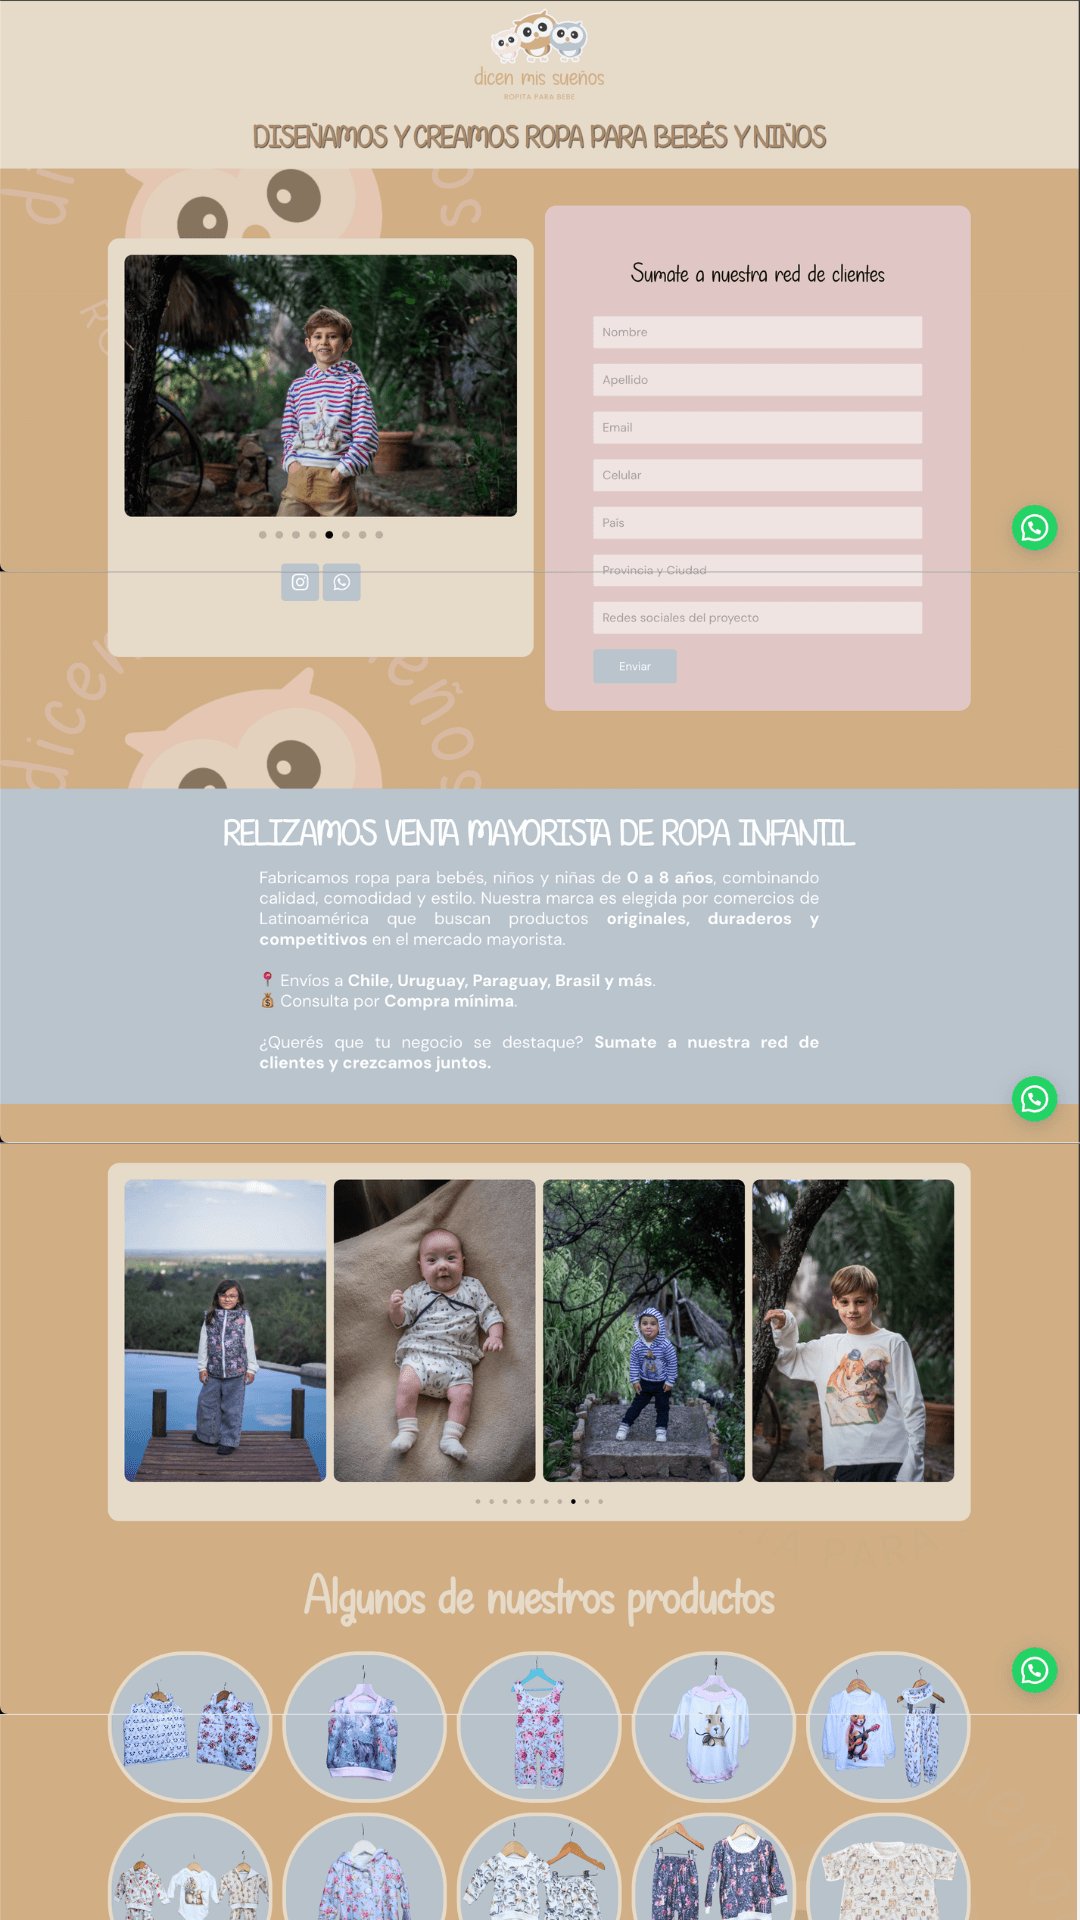 dicen mis sueños
ROPITA PARA BEBE
DISEÑAMOS Y CREAMOS ROPA PARA BEBÉS Y NIÑOS
Sumate a nuestra red de clientes
Nombre
Apellido
Email
Celular
País
Provincia y Ciudad
Redes sociales del proyecto
Enviar
dicen
eños
RELIZAMOS VENTA MAYORISTA DE ROPA INFANTIL
Fabricamos ropa para bebés, niños y niñas de 0 a 8 años, combinando
calidad, comodidad y estilo. Nuestra marca es elegida por comercios de
Latinoamérica que buscan productos originales, duraderos y
competitivos en el mercado mayorista.
📍 Envíos a Chile, Uruguay, Paraguay, Brasil y más.
💰 Consulta por Compra mínima.
¿Querés que tu negocio se destaque? Sumate a nuestra red de
clientes y crezcamos juntos.
PARA
Algunos de nuestros productos